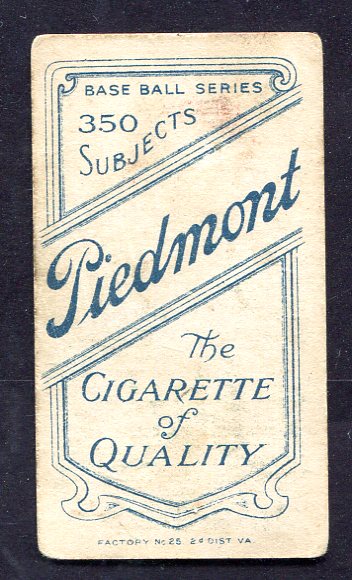 BASE BALL SERIES
350
SUBJECTS
Piedmont
The
CIGARETTE
of
QUALITY
FACTORY No 25 2d DIST VA